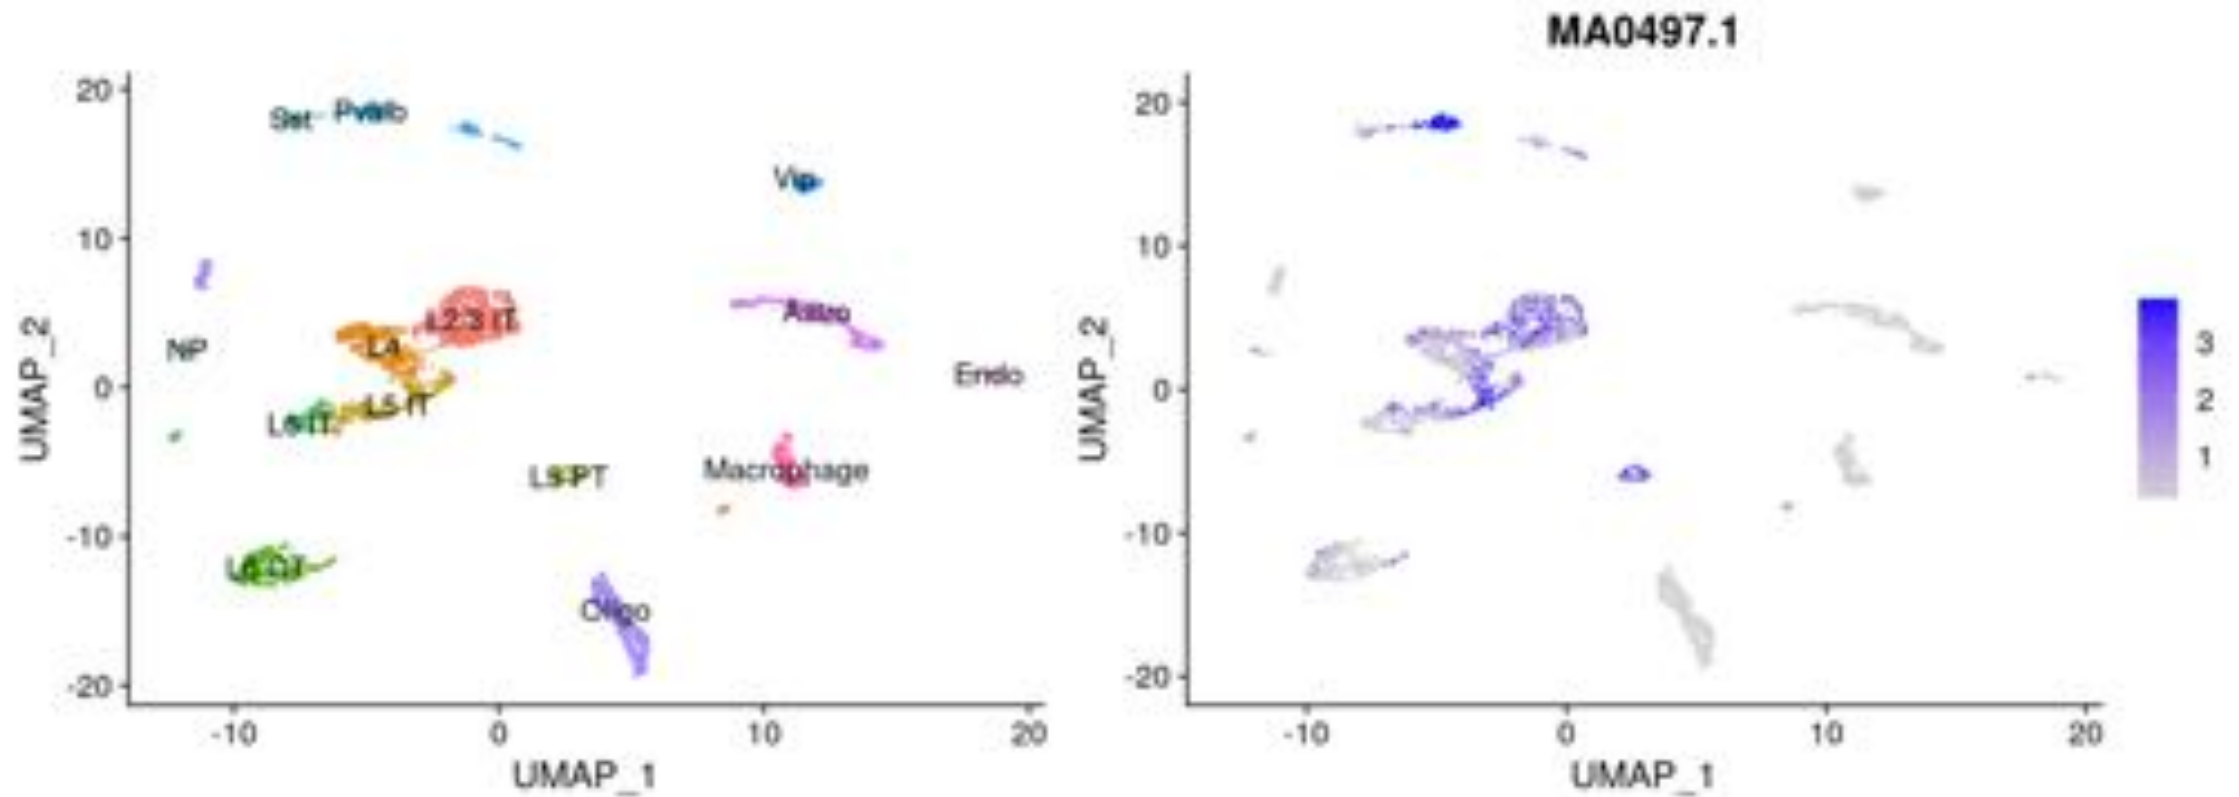 MA0497.1
20
10
0
-10
-20
UMAP_2
-10
0
10
20
UMAP_1
Sst
Pvalb
Vip
NP
L2.3 IT
L4
L5 IT
L6 IT
L5 PT
L6 CT
Astro
Endo
Macrophage
Oligo
20
10
0
-10
-20
UMAP_2
-10
0
10
20
UMAP_1
3
2
1